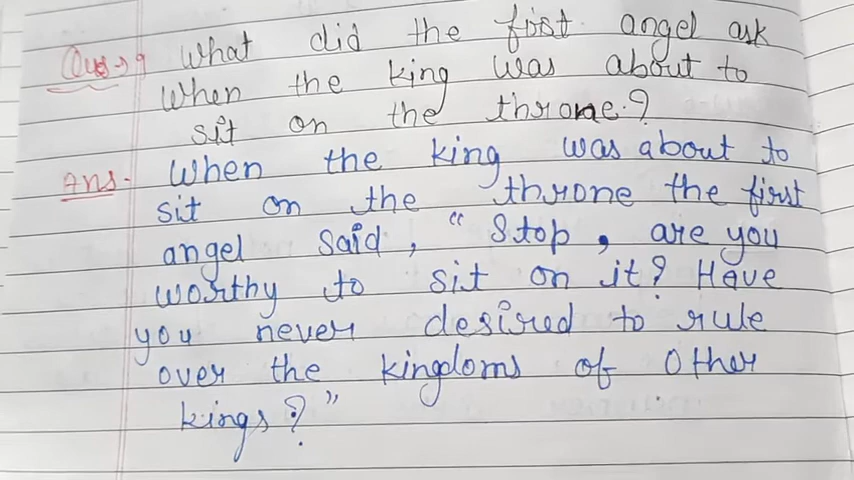 Ques→9 What did the first angel ask
When the king was about to
sit on the throne.?
Ans. When the king was about to
sit on the throne the first
angel said, "Stop, are you
worthy to sit on it? Have
you never desired to rule
over the kingdoms of other
kings?"